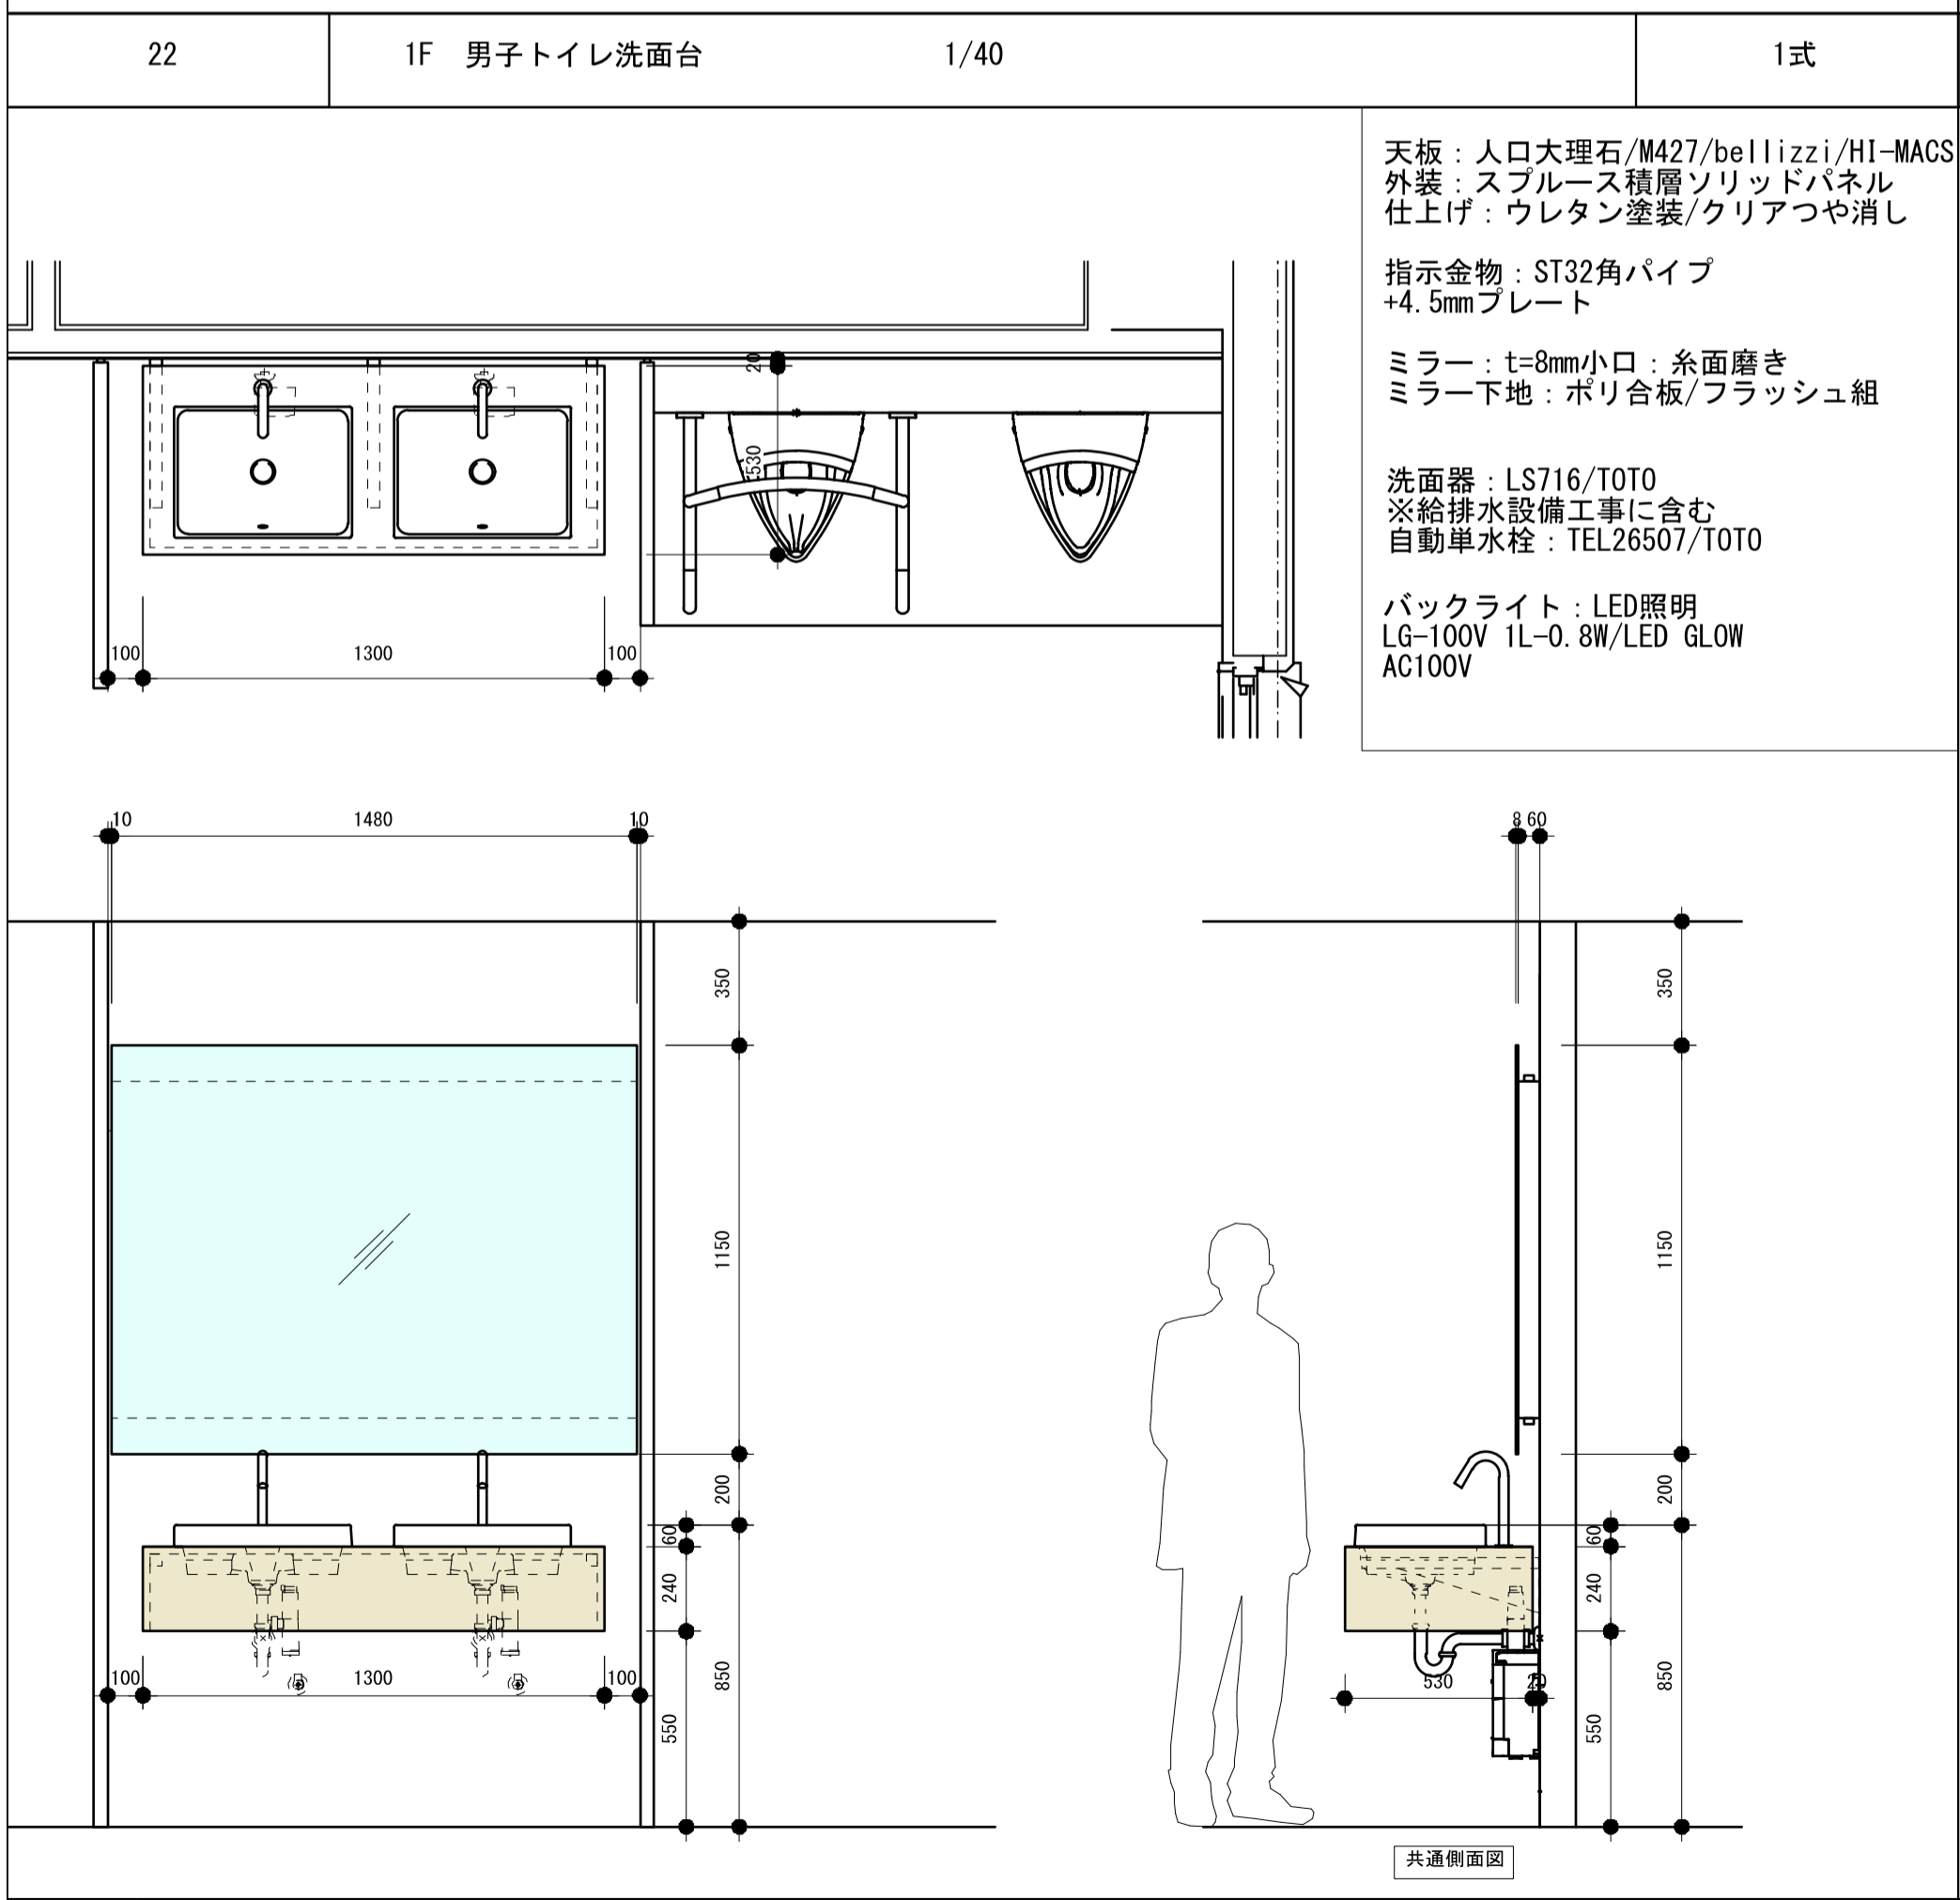 22
1F 男子トイレ洗面台
1/40
1式
天板：人口大理石/M427/bellizzi/HI-MACS
外装：スプルース積層ソリッドパネル
仕上げ：ウレタン塗装/クリアつや消し
指示金物：ST32角パイプ
+4.5mmプレート
ミラー：t=8mm小口：糸面磨き
ミラー下地：ポリ合板/フラッシュ組
洗面器：LS716/TOTO
※給排水設備工事に含む
自動単水栓：TEL26507/TOTO
バックライト：LED照明
LG-100V 1L-0.8W/LED GLOW
AC100V
20
530
100
1300
100
10
1480
10
8
60
350
1150
200
60
240
850
550
100
1300
100
350
1150
200
60
240
850
550
530
20
共通側面図